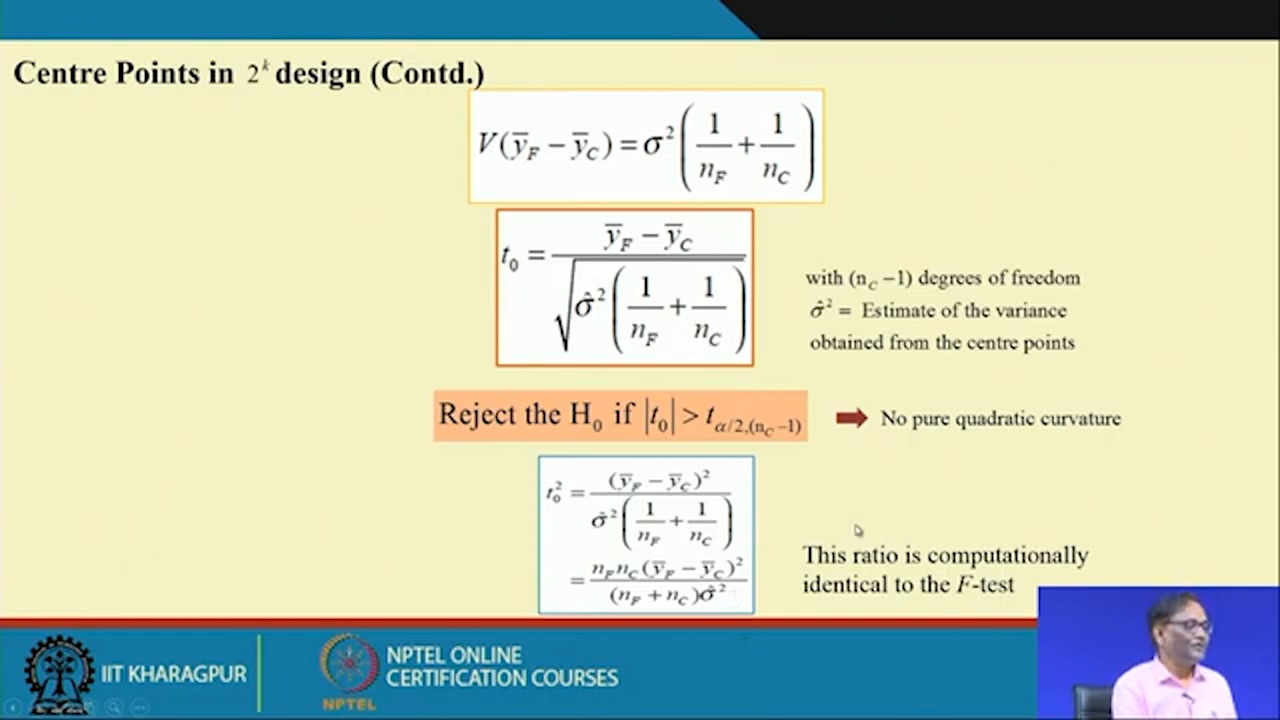 Centre Points in 2^k design (Contd.)
V(ȳ_F − ȳ_C) = σ² (1/n_F + 1/n_C)
t_0 = (ȳ_F − ȳ_C) / √(σ̂² (1/n_F + 1/n_C))
with (n_C −1) degrees of freedom
σ̂² = Estimate of the variance
obtained from the centre points
Reject the H_0 if |t_0| > t_{α/2,(n_C −1)}
No pure quadratic curvature
t_0² = (ȳ_F − ȳ_C)² / (σ̂² (1/n_F + 1/n_C))
= n_F n_C (ȳ_F − ȳ_C)² / ((n_F + n_C) σ̂²)
This ratio is computationally
identical to the F-test
IIT KHARAGPUR
NPTEL
NPTEL ONLINE
CERTIFICATION COURSES